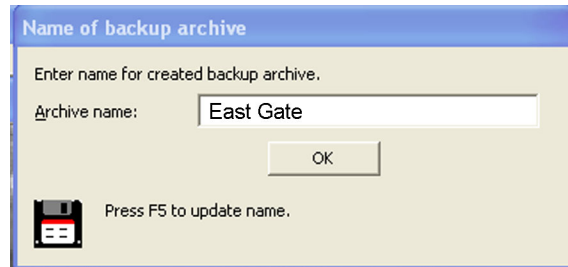 Name of backup archive
Enter name for created backup archive.
Archive name:
East Gate
OK
Press F5 to update name.